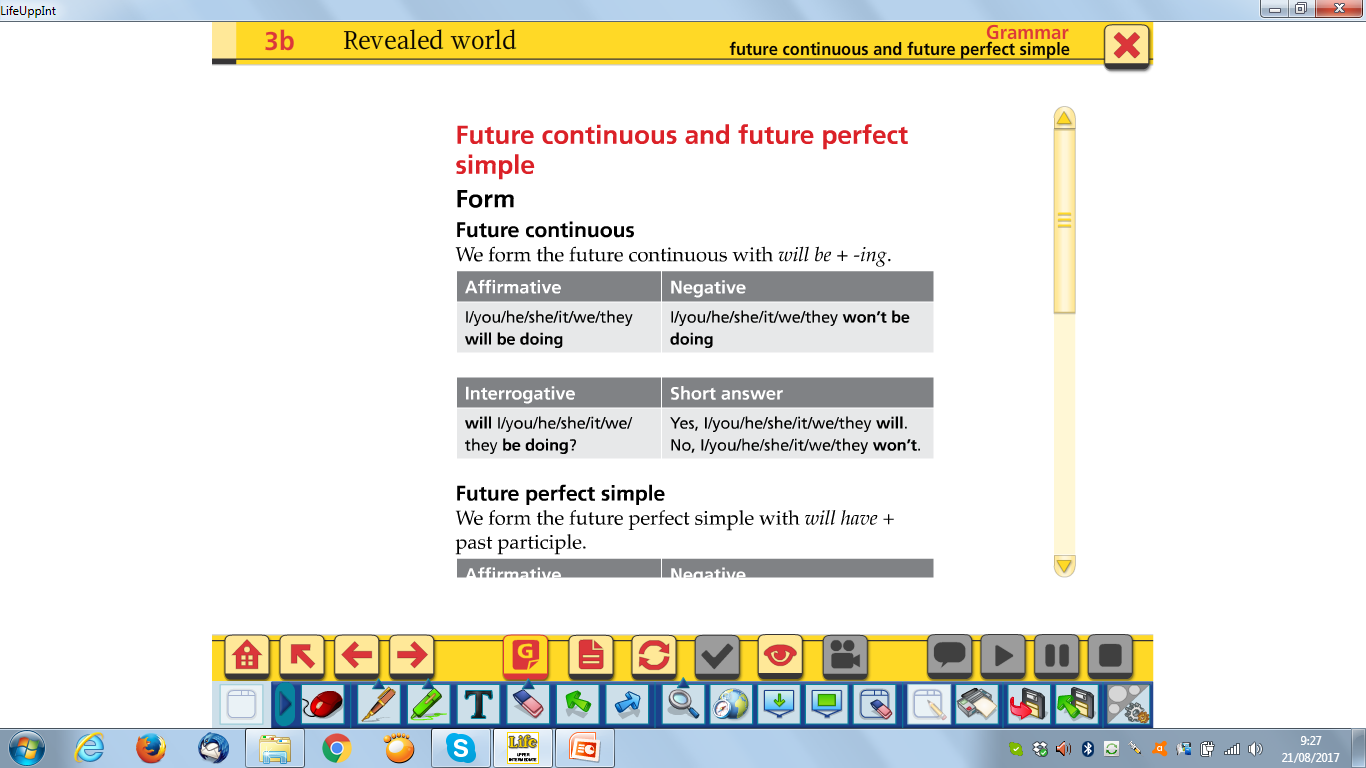 LifeUppInt
3b Revealed world
Grammar
future continuous and future perfect simple
Future continuous and future perfect
simple
Form
Future continuous
We form the future continuous with will be + -ing.
Affirmative Negative
I/you/he/she/it/we/they I/you/he/she/it/we/they won't be
will be doing doing
Interrogative Short answer
will I/you/he/she/it/we/ Yes, I/you/he/she/it/we/they will.
they be doing? No, I/you/he/she/it/we/they won't.
Future perfect simple
We form the future perfect simple with will have +
past participle.
Affirmative Negative
G
T
Life
UPPER
INTERMEDIATE
9:27
21/08/2017